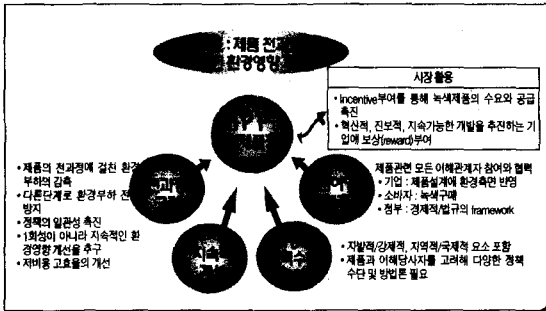 : 제품 전
환경영향
시장 활용
• Incentive부여를 통해 녹색제품의 수요와 공급
촉진
• 혁신적, 진보적, 지속가능한 개발을 추진하는 기
업에 보상(reward)부여
• 제품의 전과정에 걸친 환경
부하의 감축
• 다른단계로 환경부하 전
방지
• 정책의 일관성 촉진
• 1회성이 아니라 지속적인 환
경영향 개선을 추구
• 저비용 고효율의 개선
제품관련 모든 이해관계자 참여와 협력
• 기업 : 제품설계에 환경측면 반영
• 소비자 : 녹색구매
• 정부 : 경제적/법규의 framework
• 자발적/강제적, 지역적/국제적 요소 포함
• 제품과 이해당사자를 고려해 다양한 정책
수단 및 방법론 필요